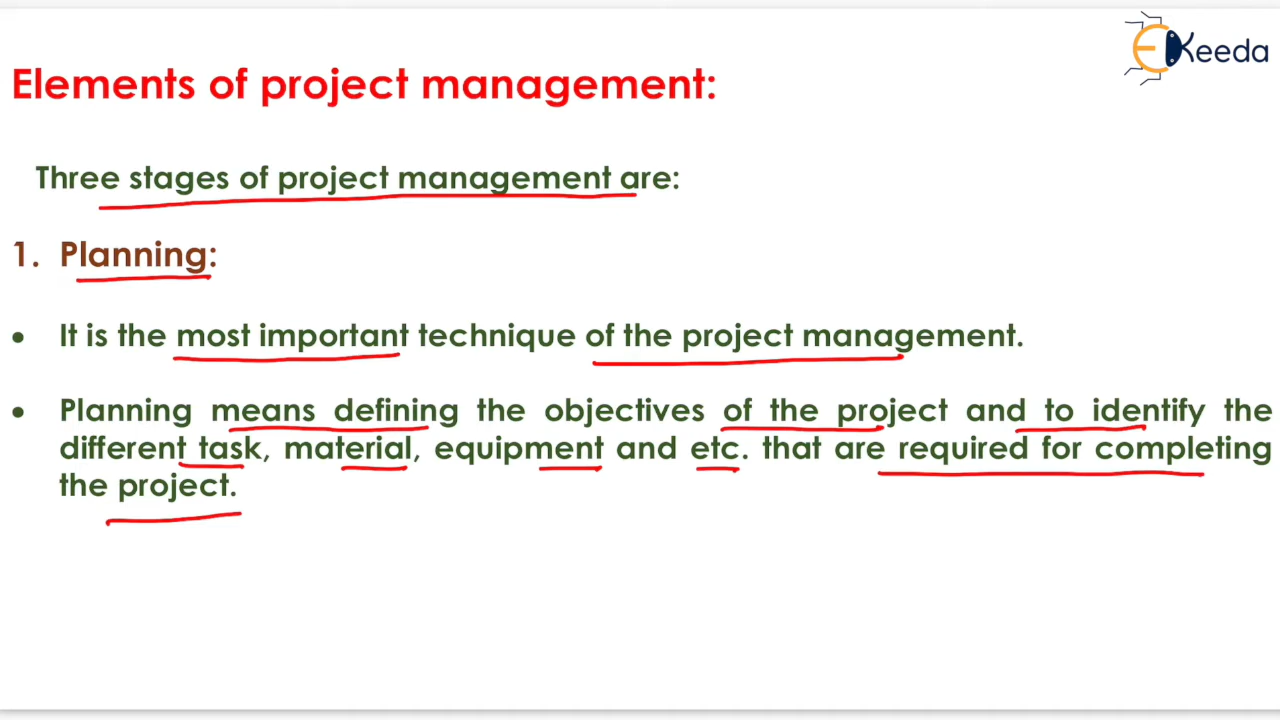 EKeeda
Elements of project management:
Three stages of project management are:
1. Planning:
• It is the most important technique of the project management.
• Planning means defining the objectives of the project and to identify the
different task, material, equipment and etc. that are required for completing
the project.